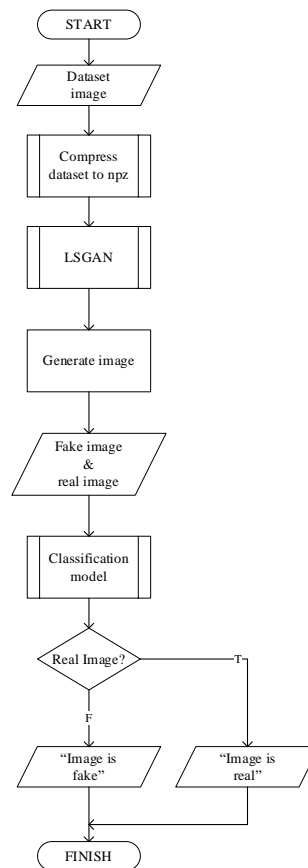 START
Dataset
image
Compress
dataset to npz
LSGAN
Generate image
Fake image
&
real image
Classification
model
Real Image?
T
F
“Image is
fake”
“Image is
real”
FINISH